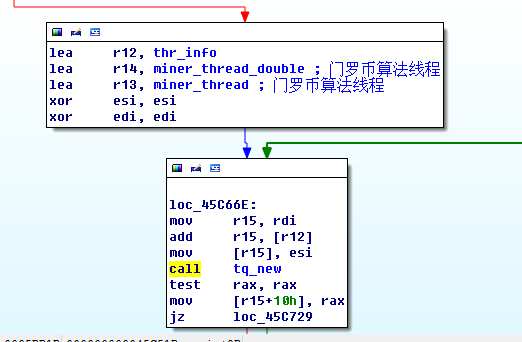 lea r12, thr_info
lea r14, miner_thread_double ; 门罗币算法线程
lea r13, miner_thread ; 门罗币算法线程
xor esi, esi
xor edi, edi
loc_45C66E:
mov r15, rdi
add r15, [r12]
mov [r15], esi
call tq_new
test rax, rax
mov [r15+10h], rax
jz loc_45C729